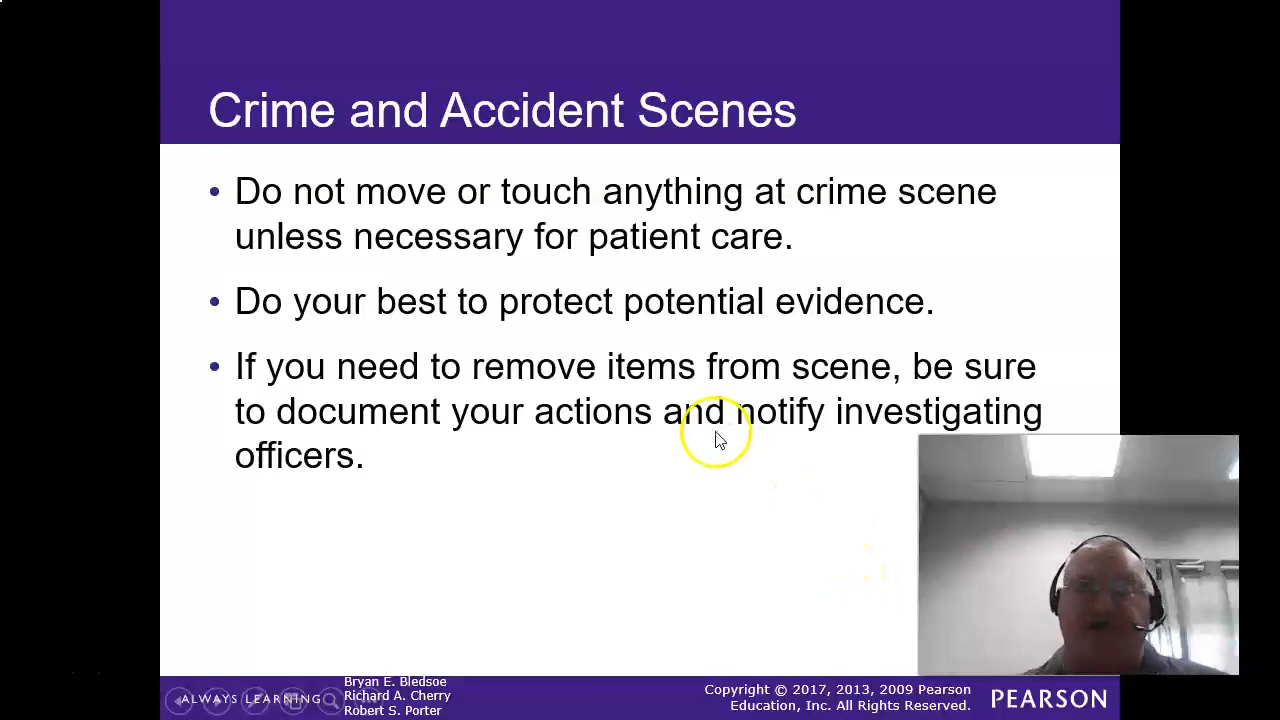 Crime and Accident Scenes
• Do not move or touch anything at crime scene
unless necessary for patient care.
• Do your best to protect potential evidence.
• If you need to remove items from scene, be sure
to document your actions and notify investigating
officers.
ALWAYS LEARNING
Bryan E. Bledsoe
Richard A. Cherry
Robert S. Porter
Copyright © 2017, 2013, 2009 Pearson
Education, Inc. All Rights Reserved.
PEARSON